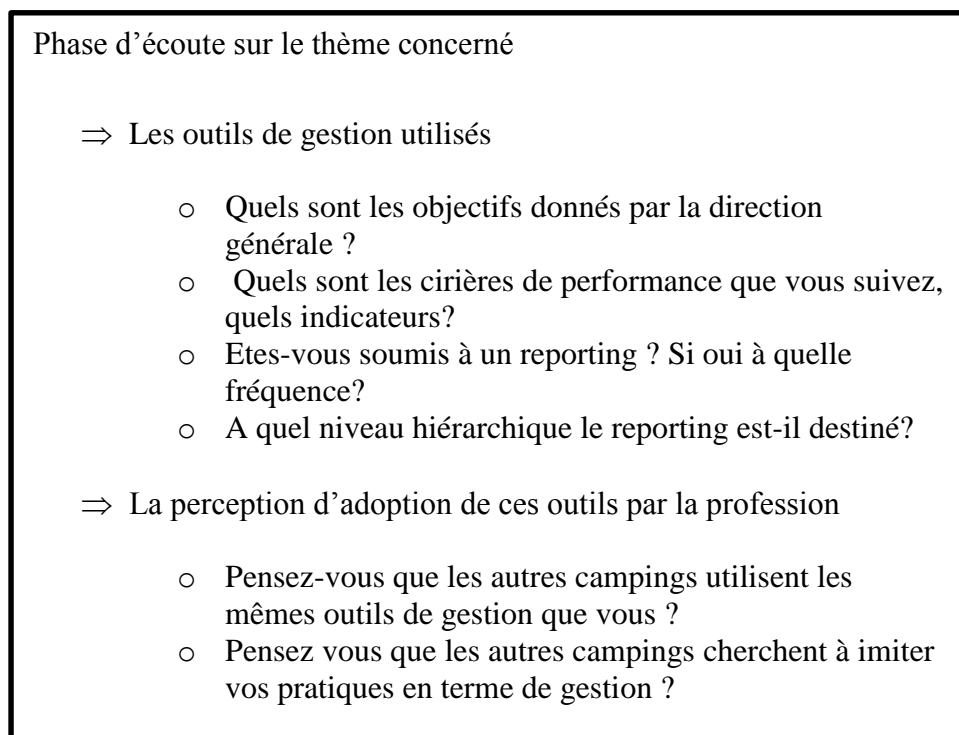 Phase d’écoute sur le thème concerné
⇒ Les outils de gestion utilisés
o Quels sont les objectifs donnés par la direction
générale ?
o Quels sont les cirières de performance que vous suivez,
quels indicateurs?
o Etes-vous soumis à un reporting ? Si oui à quelle
fréquence?
o A quel niveau hiérarchique le reporting est-il destiné?
⇒ La perception d’adoption de ces outils par la profession
o Pensez-vous que les autres campings utilisent les
mêmes outils de gestion que vous ?
o Pensez vous que les autres campings cherchent à imiter
vos pratiques en terme de gestion ?